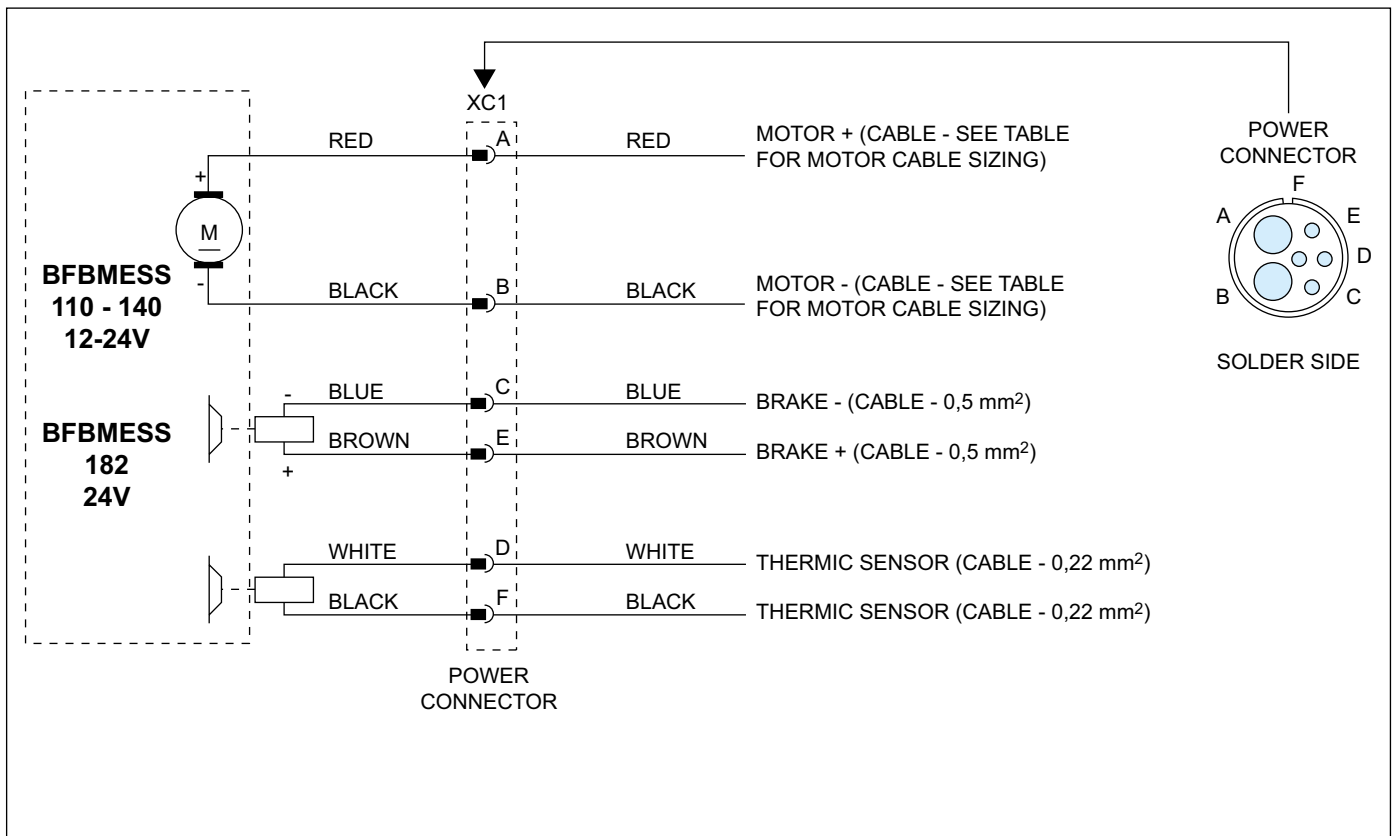 XC1
RED
A
RED
MOTOR + (CABLE - SEE TABLE
FOR MOTOR CABLE SIZING)
+
M
-
BFBMESS
110 - 140
12-24V
BLACK
B
BLACK
MOTOR - (CABLE - SEE TABLE
FOR MOTOR CABLE SIZING)
BFBMESS
182
24V
-
BLUE
C
BLUE
BRAKE - (CABLE - 0,5 mm²)
BROWN
E
BROWN
BRAKE + (CABLE - 0,5 mm²)
+
WHITE
D
WHITE
THERMIC SENSOR (CABLE - 0,22 mm²)
BLACK
F
BLACK
THERMIC SENSOR (CABLE - 0,22 mm²)
POWER
CONNECTOR
POWER
CONNECTOR
F
A
E
D
B
C
SOLDER SIDE